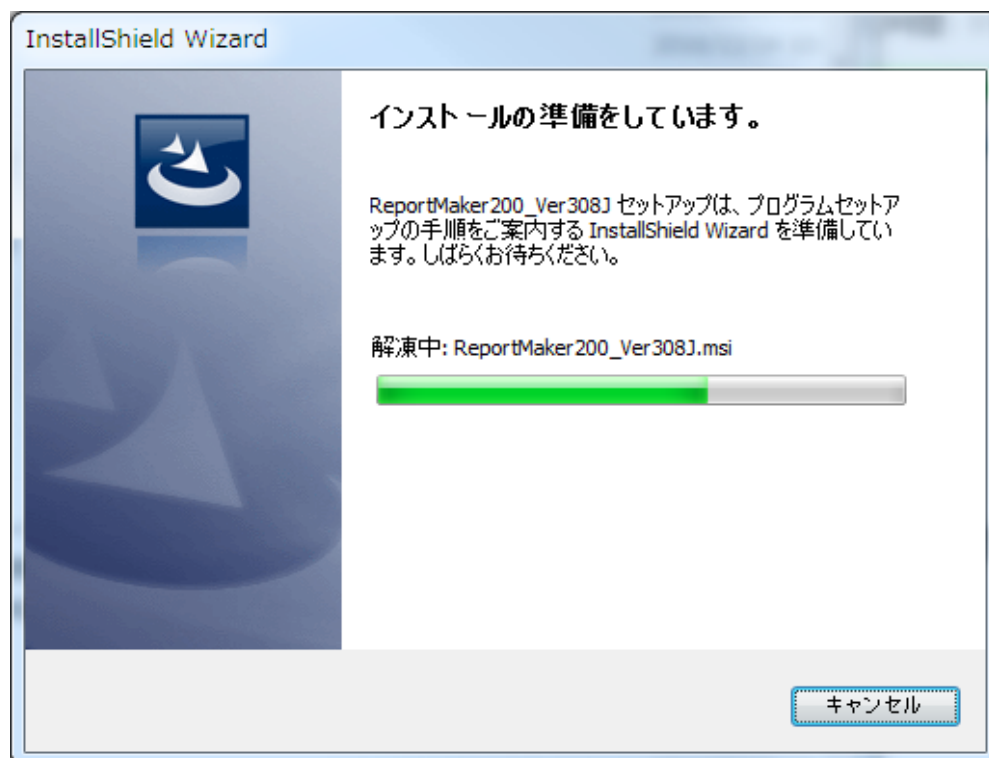 InstallShield Wizard
インストールの準備をしています。
ReportMaker200_Ver308J セットアップは、プログラムセットア
ップの手順をご案内する InstallShield Wizard を準備してい
ます。しばらくお待ちください。
解凍中: ReportMaker200_Ver308J.msi
キャンセル